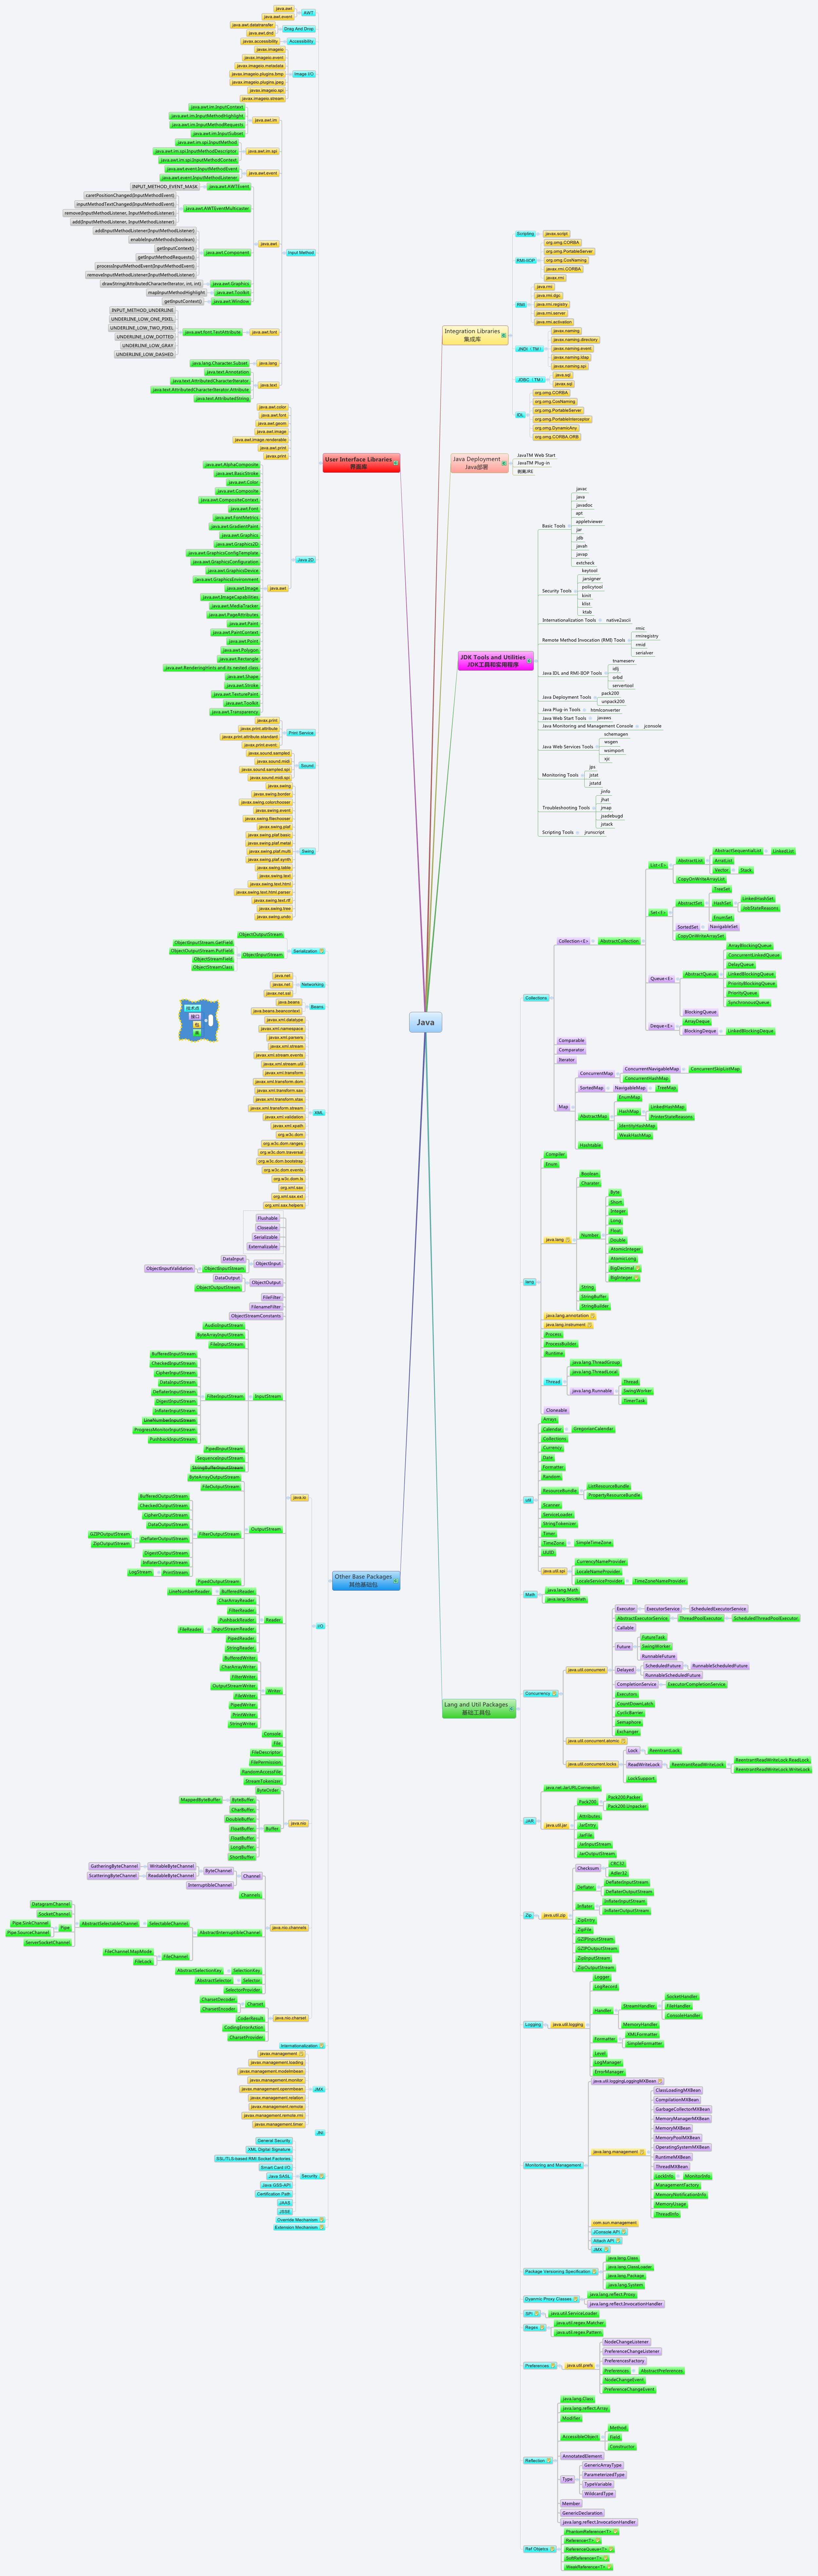 Java
Integration Libraries
集成库
Scripting
javax.script
RMI-IIOP
org.omg.CORBA
org.omg.PortableServer
org.omg.CosNaming
javax.rmi.CORBA
javax.rmi
RMI
java.rmi
java.rmi.dgc
java.rmi.registry
java.rmi.server
java.rmi.activation
JNDI（TM）
javax.naming
javax.naming.directory
javax.naming.event
javax.naming.ldap
javax.naming.spi
JDBC（TM）
java.sql
javax.sql
IDL
org.omg.CORBA
org.omg.CosNaming
org.omg.PortableServer
org.omg.PortableInterceptor
org.omg.DynamicAny
org.omg.CORBA.ORB
Java Deployment
Java部署
JavaTM Web Start
JavaTM Plug-in
JDK Tools and Utilities
JDK工具和实用程序
Basic Tools
javac
java
javadoc
apt
appletviewer
jar
jdb
javah
javap
extcheck
Security Tools
keytool
jarsigner
policytool
kinit
klist
ktab
Internationalization Tools
native2ascii
Remote Method Invocation (RMI) Tools
rmic
rmiregistry
rmid
serialver
Java IDL and RMI-IIOP Tools
tnameserv
idlj
orbd
servertool
Java Deployment Tools
pack200
unpack200
Java Plug-in Tools
htmlconverter
Java Web Start Tools
javaws
Java Monitoring and Management Console
jconsole
Java Web Services Tools
schemagen
wsgen
wsimport
xjc
Monitoring Tools
jps
jstat
jstatd
Troubleshooting Tools
jinfo
jhat
jmap
jsadebugd
jstack
Scripting Tools
jrunscript
Lang and Util Packages
基础工具包
Collections
Collection<E>
AbstractCollection
List<E>
AbstractList
AbstractSequentialList
LinkedList
ArrayList
Vector
Stack
CopyOnWriteArrayList
Set<E>
AbstractSet
TreeSet
HashSet
LinkedHashSet
JobStateReasons
EnumSet
SortedSet
NavigableSet
CopyOnWriteArraySet
Queue<E>
AbstractQueue
ArrayBlockingQueue
ConcurrentLinkedQueue
DelayQueue
LinkedBlockingQueue
PriorityBlockingQueue
PriorityQueue
SynchronousQueue
BlockingQueue
Deque<E>
ArrayDeque
BlockingDeque
LinkedBlockingDeque
Comparable
Comparator
Iterator
Map
ConcurrentMap
ConcurrentNavigableMap
ConcurrentSkipListMap
ConcurrentHashMap
SortedMap
NavigableMap
TreeMap
AbstractMap
EnumMap
HashMap
LinkedHashMap
PrinterStateReasons
IdentityHashMap
WeakHashMap
Hashtable
lang
Compiler
Enum
java.lang
Boolean
Charater
Number
Byte
Short
Integer
Long
Float
Double
AtomicInteger
AtomicLong
BigDecimal
BigInteger
String
StringBuffer
StringBuilder
java.lang.annotation
java.lang.instrument
Process
ProcessBuilder
Runtime
Thread
java.lang.ThreadGroup
java.lang.ThreadLocal
java.lang.Runnable
Thread
SwingWorker
TimerTask
Cloneable
util
Arrays
Calendar
GregorianCalendar
Collections
Currency
Date
Formatter
Random
ResourceBundle
ListResourceBundle
PropertyResourceBundle
Scanner
ServiceLoader
StringTokenizer
Timer
TimeZone
SimpleTimeZone
UUID
java.util.spi
CurrencyNameProvider
LocaleNameProvider
LocaleServiceProvider
TimeZoneNameProvider
Math
java.lang.Math
java.lang.StrictMath
Concurrency
java.util.concurrent
Executor
ExecutorService
ScheduledExecutorService
AbstractExecutorService
ThreadPoolExecutor
ScheduledThreadPoolExecutor
Callable
Future
FutureTask
SwingWorker
RunnableFuture
Delayed
ScheduledFuture
RunnableScheduledFuture
RunnableScheduledFuture
CompletionService
ExecutorCompletionService
Executors
CountDownLatch
CyclicBarrier
Semaphore
Exchanger
java.util.concurrent.atomic
java.util.concurrent.locks
Lock
ReentrantLock
ReadWriteLock
ReentrantReadWriteLock
ReentrantReadWriteLock.ReadLock
ReentrantReadWriteLock.WriteLock
LockSupport
JAR
java.net.JarURLConnection
java.util.jar
Pack200
Pack200.Packer
Pack200.Unpacker
Attributes
JarEntry
JarFile
JarInputStream
JarOutputStream
Zip
java.util.zip
Checksum
CRC32
Adler32
Deflater
DeflaterInputStream
DeflaterOutputStream
Inflater
InflaterInputStream
InflaterOutputStream
ZipEntry
ZipFile
GZIPInputStream
GZIPOutputStream
ZipInputStream
ZipOutputStream
Logging
java.util.logging
Logger
LogRecord
Handler
StreamHandler
SocketHandler
FileHandler
ConsoleHandler
MemoryHandler
Formatter
XMLFormatter
SimpleFormatter
Level
LogManager
ErrorManager
java.util.loggingLoggingMXBean
Monitoring and Management
java.lang.management
ClassLoadingMXBean
CompilationMXBean
GarbageCollectorMXBean
MemoryManagerMXBean
MemoryMXBean
MemoryPoolMXBean
OperatingSystemMXBean
RuntimeMXBean
ThreadMXBean
LockInfo
MonitorInfo
ManagementFactory
MemoryNotificationInfo
MemoryUsage
ThreadInfo
com.sun.management
JConsole API
Attach API
JMX
Package Versioning Specification
java.lang.Class
java.lang.ClassLoader
java.lang.Package
java.lang.System
Dyanmic Proxy Classes
java.lang.reflect.Proxy
java.lang.reflect.InvocationHandler
SPI
java.util.ServiceLoader
Regex
java.util.regex.Matcher
java.util.regex.Pattern
Preferences
java.util.prefs
NodeChangeListener
PreferenceChangeListener
PreferencesFactory
Preferences
AbstractPreferences
NodeChangeEvent
PreferenceChangeEvent
Reflection
java.lang.Class
java.lang.reflect.Array
Modifier
AccessibleObject
Method
Field
Constructor
AnnotatedElement
Type
GenericArrayType
ParameterizedType
TypeVariable
WildcardType
Member
GenericDeclaration
java.lang.reflect.InvocationHandler
Ref Objetcs
PhantomReference<T>
Reference<T>
ReferenceQueue<T>
SoftReference<T>
WeakReference<T>
User Interface Libraries
界面库
AWT
java.awt
java.awt.event
Drag And Drop
java.awt.datatransfer
java.awt.dnd
Accessibility
javax.accessibility
Image I/O
javax.imageio
javax.imageio.event
javax.imageio.metadata
javax.imageio.plugins.bmp
javax.imageio.plugins.jpeg
javax.imageio.spi
javax.imageio.stream
Input Method
java.awt.im
java.awt.im.InputContext
java.awt.im.InputMethodHighlight
java.awt.im.InputMethodRequests
java.awt.im.InputSubset
java.awt.im.spi
java.awt.im.spi.InputMethod
java.awt.im.spi.InputMethodDescriptor
java.awt.im.spi.InputMethodContext
java.awt.event
java.awt.event.InputMethodEvent
java.awt.event.InputMethodListener
java.awt
java.awt.AWTEvent
INPUT_METHOD_EVENT_MASK
java.awt.AWTEventMulticaster
caretPositionChanged(InputMethodEvent)
inputMethodTextChanged(InputMethodEvent)
remove(InputMethodListener, InputMethodListener)
add(InputMethodListener, InputMethodListener)
java.awt.Component
addInputMethodListener(InputMethodListener)
enableInputMethods(boolean)
getInputContext()
getInputMethodRequests()
processInputMethodEvent(InputMethodEvent)
removeInputMethodListener(InputMethodListener)
java.awt.Graphics
drawString(AttributedCharacterIterator, int, int)
java.awt.Toolkit
mapInputMethodHighlight
java.awt.Window
getInputContext()
java.awt.font
java.awt.font.TextAttribute
INPUT_METHOD_UNDERLINE
UNDERLINE_LOW_ONE_PIXEL
UNDERLINE_LOW_TWO_PIXEL
UNDERLINE_LOW_DOTTED
UNDERLINE_LOW_GRAY
UNDERLINE_LOW_DASHED
java.lang
java.lang.Character.Subset
java.text
java.text.Annotation
java.text.AttributedCharacterIterator
java.text.AttributedCharacterIterator.Attribute
java.text.AttributedString
Java 2D
java.awt.color
java.awt.font
java.awt.geom
java.awt.image
java.awt.image.renderable
java.awt.print
javax.print
java.awt
java.awt.AlphaComposite
java.awt.BasicStroke
java.awt.Color
java.awt.Composite
java.awt.CompositeContext
java.awt.Font
java.awt.FontMetrics
java.awt.GradientPaint
java.awt.Graphics
java.awt.Graphics2D
java.awt.GraphicsConfigTemplate
java.awt.GraphicsConfiguration
java.awt.GraphicsDevice
java.awt.GraphicsEnvironment
java.awt.Image
java.awt.ImageCapabilities
java.awt.MediaTracker
java.awt.PageAttributes
java.awt.Paint
java.awt.PaintContext
java.awt.Point
java.awt.Polygon
java.awt.Rectangle
java.awt.RenderingHints and its nested class
java.awt.Shape
java.awt.Stroke
java.awt.TexturePaint
java.awt.Toolkit
java.awt.Transparency
Print Service
javax.print
javax.print.attribute
javax.print.attribute.standard
javax.print.event
Sound
javax.sound.sampled
javax.sound.midi
javax.sound.sampled.spi
javax.sound.midi.spi
Swing
javax.swing
javax.swing.border
javax.swing.colorchooser
javax.swing.event
javax.swing.filechooser
javax.swing.plaf
javax.swing.plaf.basic
javax.swing.plaf.metal
javax.swing.plaf.multi
javax.swing.plaf.synth
javax.swing.table
javax.swing.text
javax.swing.text.html
javax.swing.text.html.parser
javax.swing.text.rtf
javax.swing.tree
javax.swing.undo
Other Base Packages
其他基础包
Serialization
ObjectOutputStream
ObjectInputStream
ObjectInputStream.GetField
ObjectOutputStream.PutField
ObjectStreamField
ObjectStreamClass
Networking
java.net
javax.net
javax.net.ssl
Beans
java.beans
java.beans.beancontext
技术点
接口
包
类
XML
javax.xml.datatype
javax.xml.namespace
javax.xml.parsers
javax.xml.stream
javax.xml.stream.events
javax.xml.stream.util
javax.xml.transform
javax.xml.transform.dom
javax.xml.transform.sax
javax.xml.transform.stax
javax.xml.transform.stream
javax.xml.validation
javax.xml.xpath
org.w3c.dom
org.w3c.dom.ranges
org.w3c.dom.traversal
org.w3c.dom.bootstrap
org.w3c.dom.events
org.w3c.dom.ls
org.xml.sax
org.xml.sax.ext
org.xml.sax.helpers
I/O
java.io
Flushable
Closeable
Serializable
Externalizable
ObjectInput
DataInput
ObjectInputStream
ObjectInputValidation
ObjectOutput
DataOutput
ObjectOutputStream
FileFilter
FilenameFilter
ObjectStreamConstants
InputStream
AudioInputStream
ByteArrayInputStream
FileInputStream
FilterInputStream
BufferedInputStream
CheckedInputStream
CipherInputStream
DataInputStream
DeflaterInputStream
DigestInputStream
InflaterInputStream
LineNumberInputStream
ProgressMonitorInputStream
PushbackInputStream
PipedInputStream
SequenceInputStream
StringBufferInputStream
OutputStream
ByteArrayOutputStream
FileOutputStream
FilterOutputStream
BufferedOutputStream
CheckedOutputStream
CipherOutputStream
DataOutputStream
DeflaterOutputStream
GZIPOutputStream
ZipOutputStream
DigestOutputStream
InflaterOutputStream
PrintStream
LogStream
PipedOutputStream
Reader
BufferedReader
LineNumberReader
CharArrayReader
FilterReader
PushbackReader
InputStreamReader
FileReader
PipedReader
StringReader
Writer
BufferedWriter
CharArrayWriter
FilterWriter
OutputStreamWriter
FileWriter
PipedWriter
PrintWriter
StringWriter
Console
File
FileDescriptor
FilePermission
RandomAccessFile
StreamTokenizer
java.nio
ByteOrder
Buffer
ByteBuffer
MappedByteBuffer
CharBuffer
DoubleBuffer
FloatBuffer
FloatBuffer
LongBuffer
ShortBuffer
java.nio.channels
Channel
ByteChannel
WritableByteChannel
GatheringByteChannel
ReadableByteChannel
ScatteringByteChannel
InterruptibleChannel
Channels
AbstractInterruptibleChannel
SelectableChannel
AbstractSelectableChannel
DatagramChannel
SocketChannel
Pipe
Pipe.SinkChannel
Pipe.SourceChannel
ServerSocketChannel
FileChannel
FileChannel.MapMode
FileLock
SelectionKey
AbstractSelectionKey
Selector
AbstractSelector
SelectorProvider
java.nio.charset
Charset
CharsetDecoder
CharsetEncoder
CoderResult
CodingErrorAction
CharsetProvider
Internationalization
JMX
javax.management
javax.management.loading
javax.management.modelmbean
javax.management.monitor
javax.management.openmbean
javax.management.relation
javax.management.remote
javax.management.remote.rmi
javax.management.timer
JNI
Security
General Security
XML Digital Signature
SSL/TLS-based RMI Socket Factories
Smart Card I/O
Java SASL
Java GSS-API
Certification Path
JAAS
JSSE
Override Mechanism
Extension Mechanism